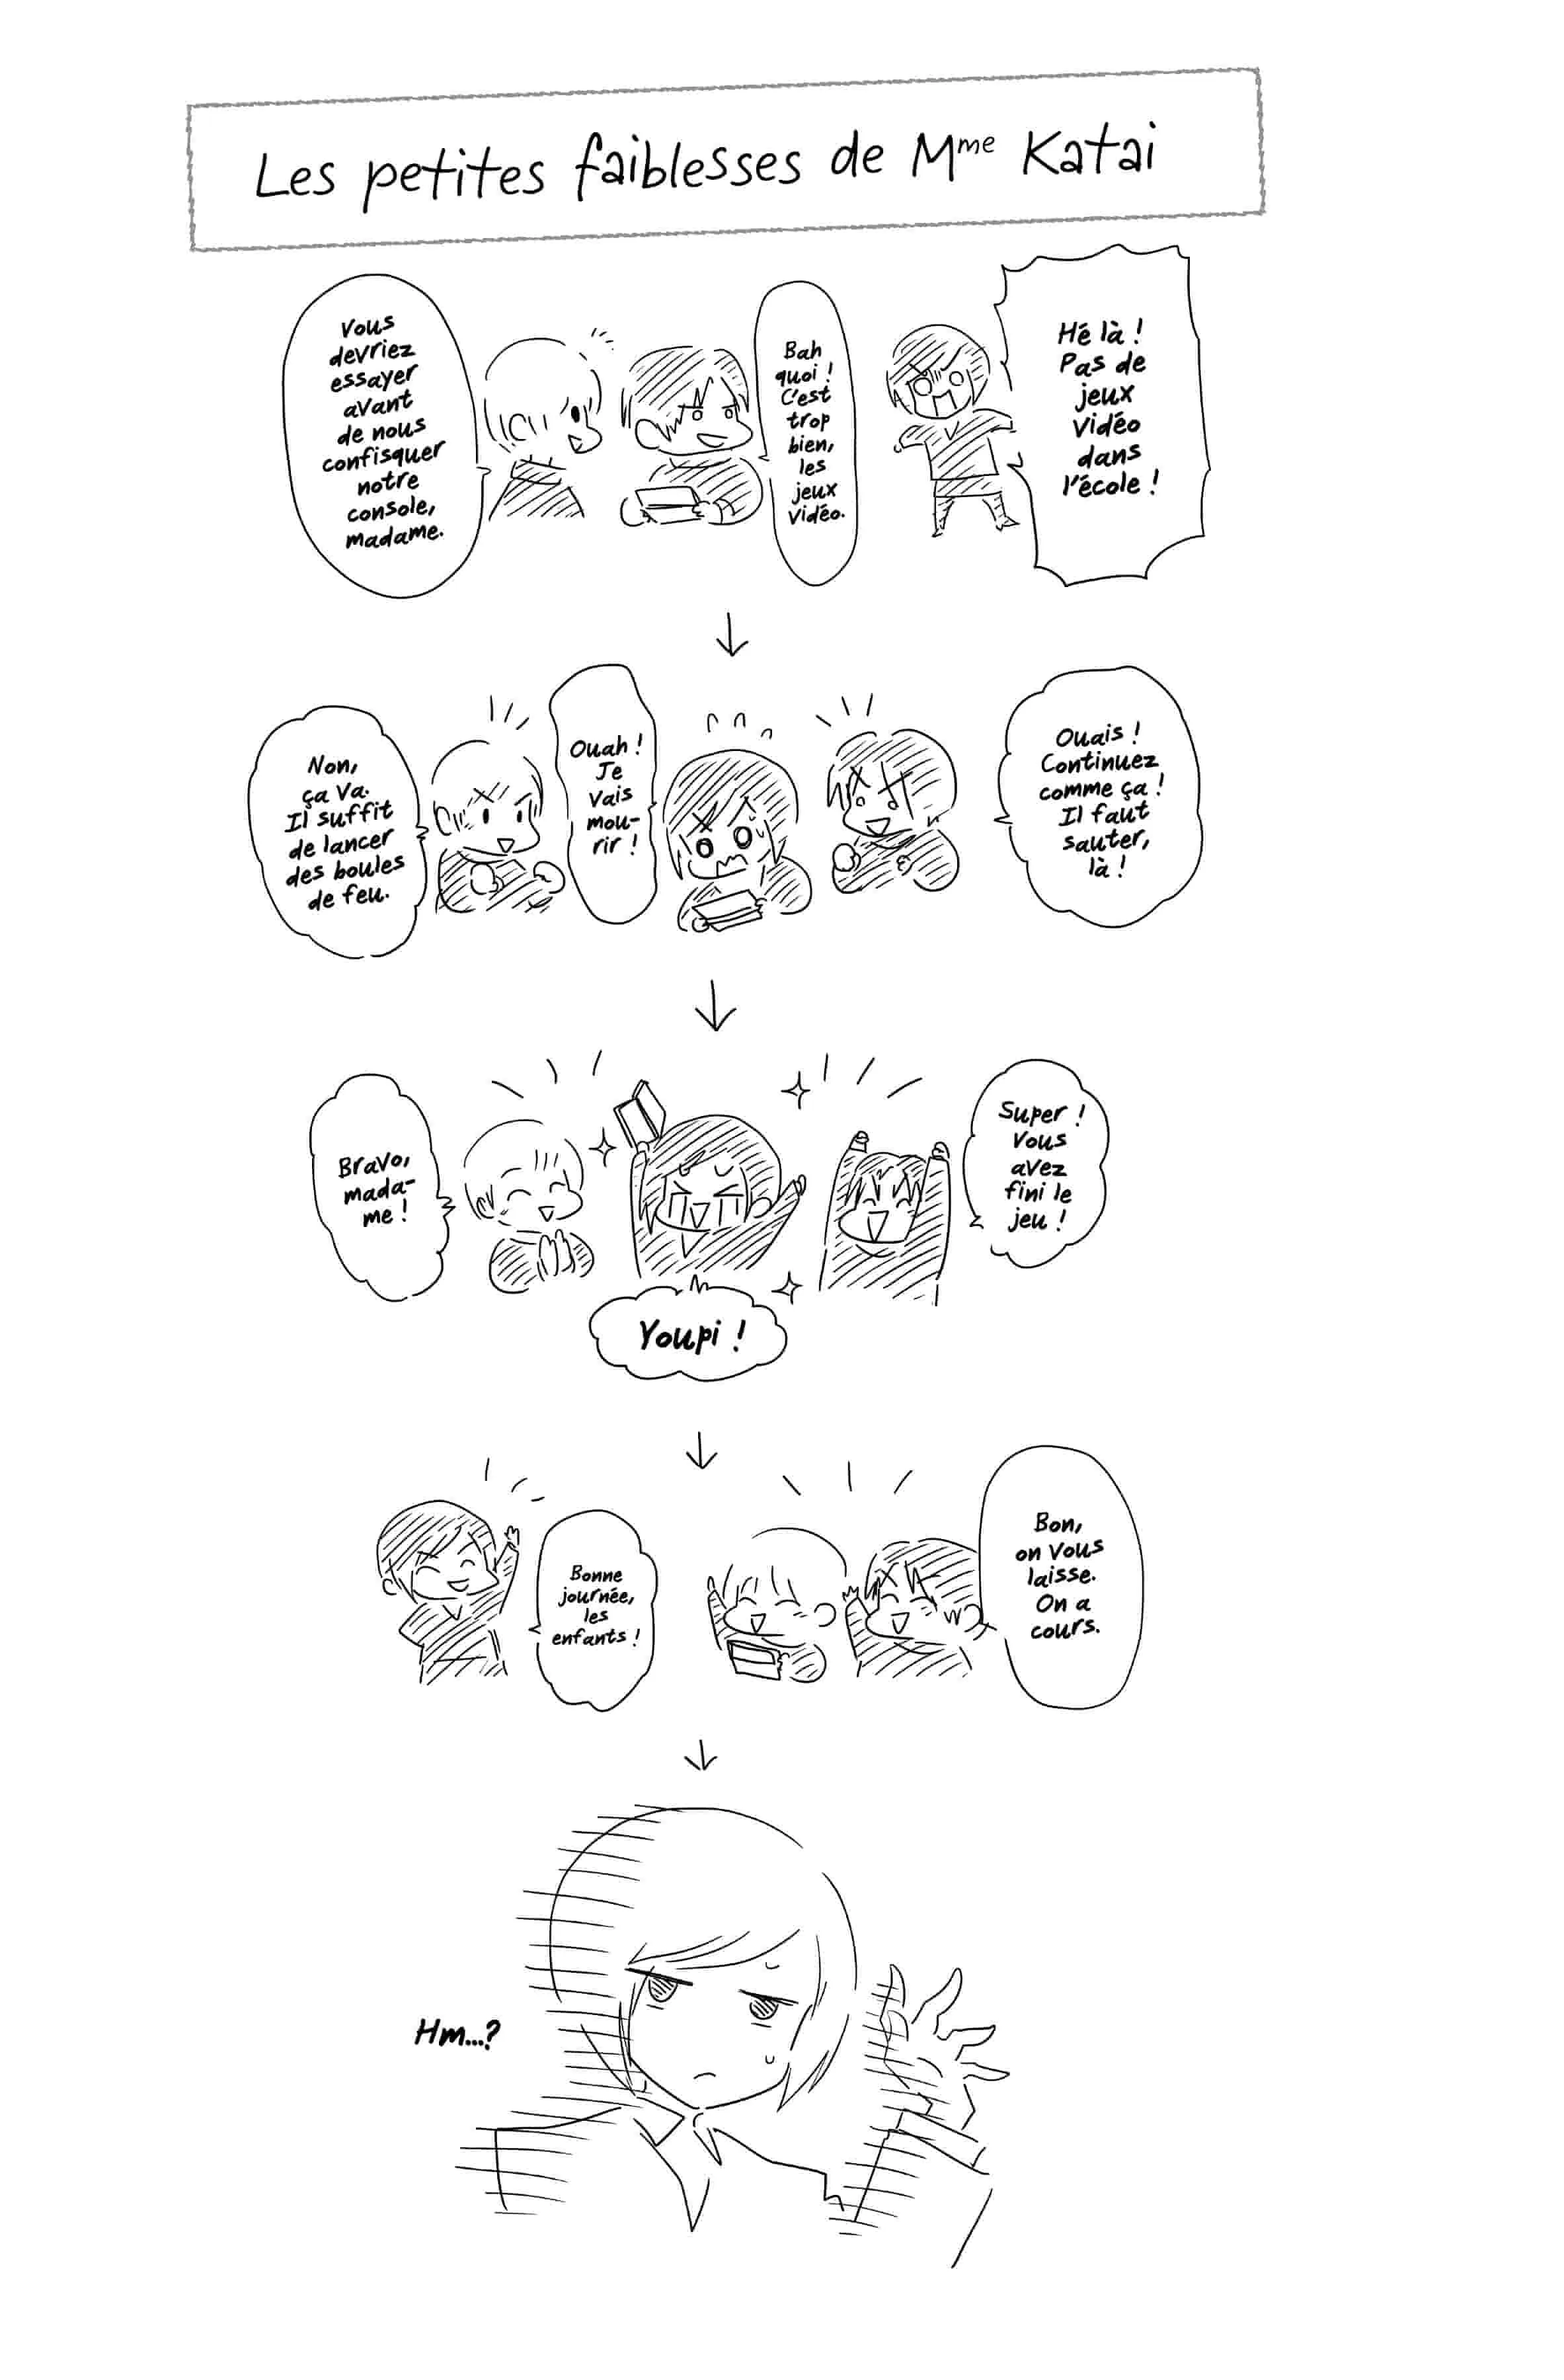 Les petites faiblesses de Mme Katai
Hé là !
Pas de
jeux
vidéo
dans
l'école !
Bah
quoi !
C'est
trop
bien,
les
jeux
vidéo.
Vous
devriez
essayer
avant
de nous
confisquer
notre
console,
madame.
Ouais !
Continuez
comme ça !
Il faut
sauter,
là !
Ouah !
Je
vais
mou-
rir !
Non,
ça va.
Il suffit
de lancer
des boules
de feu.
Super !
Vous
avez
fini le
jeu !
Youpi !
Bravo,
mada-
me !
Bon,
on vous
laisse.
On a
cours.
Bonne
journée,
les
enfants !
Hm...?